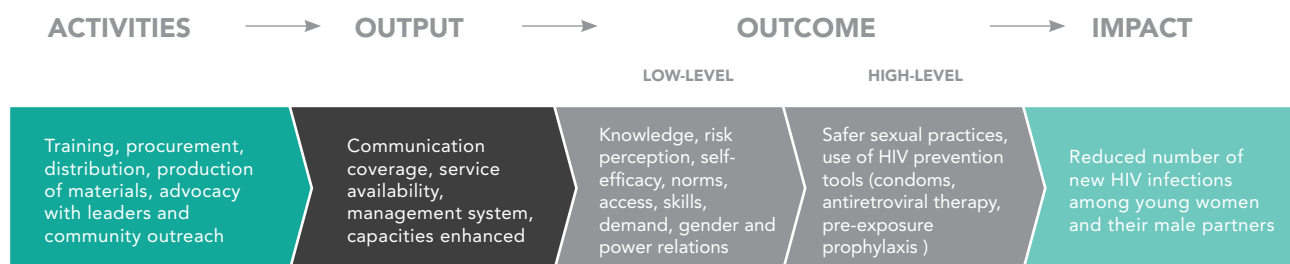 ACTIVITIES
OUTPUT
OUTCOME
IMPACT
LOW-LEVEL
HIGH-LEVEL
Training, procurement,
distribution, production
of materials, advocacy
with leaders and
community outreach
Communication
coverage, service
availability,
management system,
capacities enhanced
Knowledge, risk
perception, self-
efficacy, norms,
access, skills,
demand, gender and
power relations
Safer sexual practices,
use of HIV prevention
tools (condoms,
antiretroviral therapy,
pre-exposure
prophylaxis )
Reduced number of
new HIV infections
among young women
and their male partners